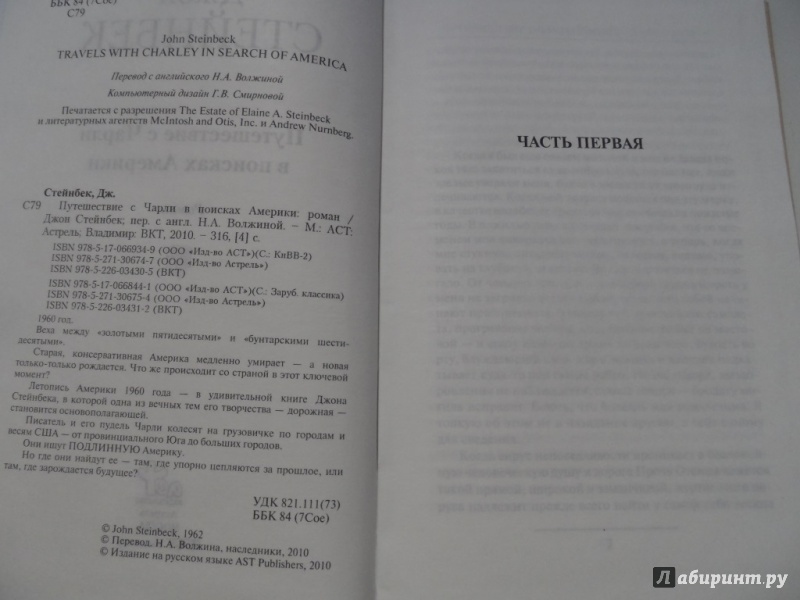 ББК 84 (7Сое)
С79
John Steinbeck
TRAVELS WITH CHARLEY IN SEARCH OF AMERICA
Перевод с английского Н.А. Волжиной
Компьютерный дизайн Г.В. Смирновой
Печатается с разрешения The Estate of Elaine A. Steinbeck
и литературных агентств McIntosh and Otis, Inc. и Andrew Nurnberg.
Стейнбек, Дж.
С79 Путешествие с Чарли в поисках Америки: роман /
Джон Стейнбек; пер. с англ. Н.А. Волжиной. – М.: АСТ:
Астрель; Владимир: ВКТ, 2010. – 316, [4] с.
ISBN 978-5-17-066934-9 (ООО «Изд-во АСТ»)(С.: КнВВ-2)
ISBN 978-5-271-30674-7 (ООО «Изд-во Астрель»)
ISBN 978-5-226-03430-5 (ВКТ)
ISBN 978-5-17-066844-1 (ООО «Изд-во АСТ»)(С.: Заруб. классика)
ISBN 978-5-271-30675-4 (ООО «Изд-во Астрель»)
ISBN 978-5-226-03431-2 (ВКТ)
1960 год.
Веха между «золотыми пятидесятыми» и «бунтарскими шести-
десятыми».
Старая, консервативная Америка медленно умирает — а новая
только-только рождается. Что же происходит со страной в этот ключевой
момент?
Летопись Америки 1960 года — в удивительной книге Джона
Стейнбека, в которой одна из вечных тем его творчества — дорожная —
становится основополагающей.
Писатель и его пудель Чарли колесят на грузовичке по городам и
весям США — от провинциального Юга до больших городов.
Они ищут ПОДЛИННУЮ Америку.
Но где они найдут ее — там, где упорно цепляются за прошлое, или
там, где зарождается будущее?
УДК 821.111(73)
ББК 84 (7Сое)
© John Steinbeck, 1962
© Перевод. Н.А. Волжина, наследники, 2010
© Издание на русском языке AST Publishers, 2010
ЧАСТЬ ПЕРВАЯ
лабиринт.ру